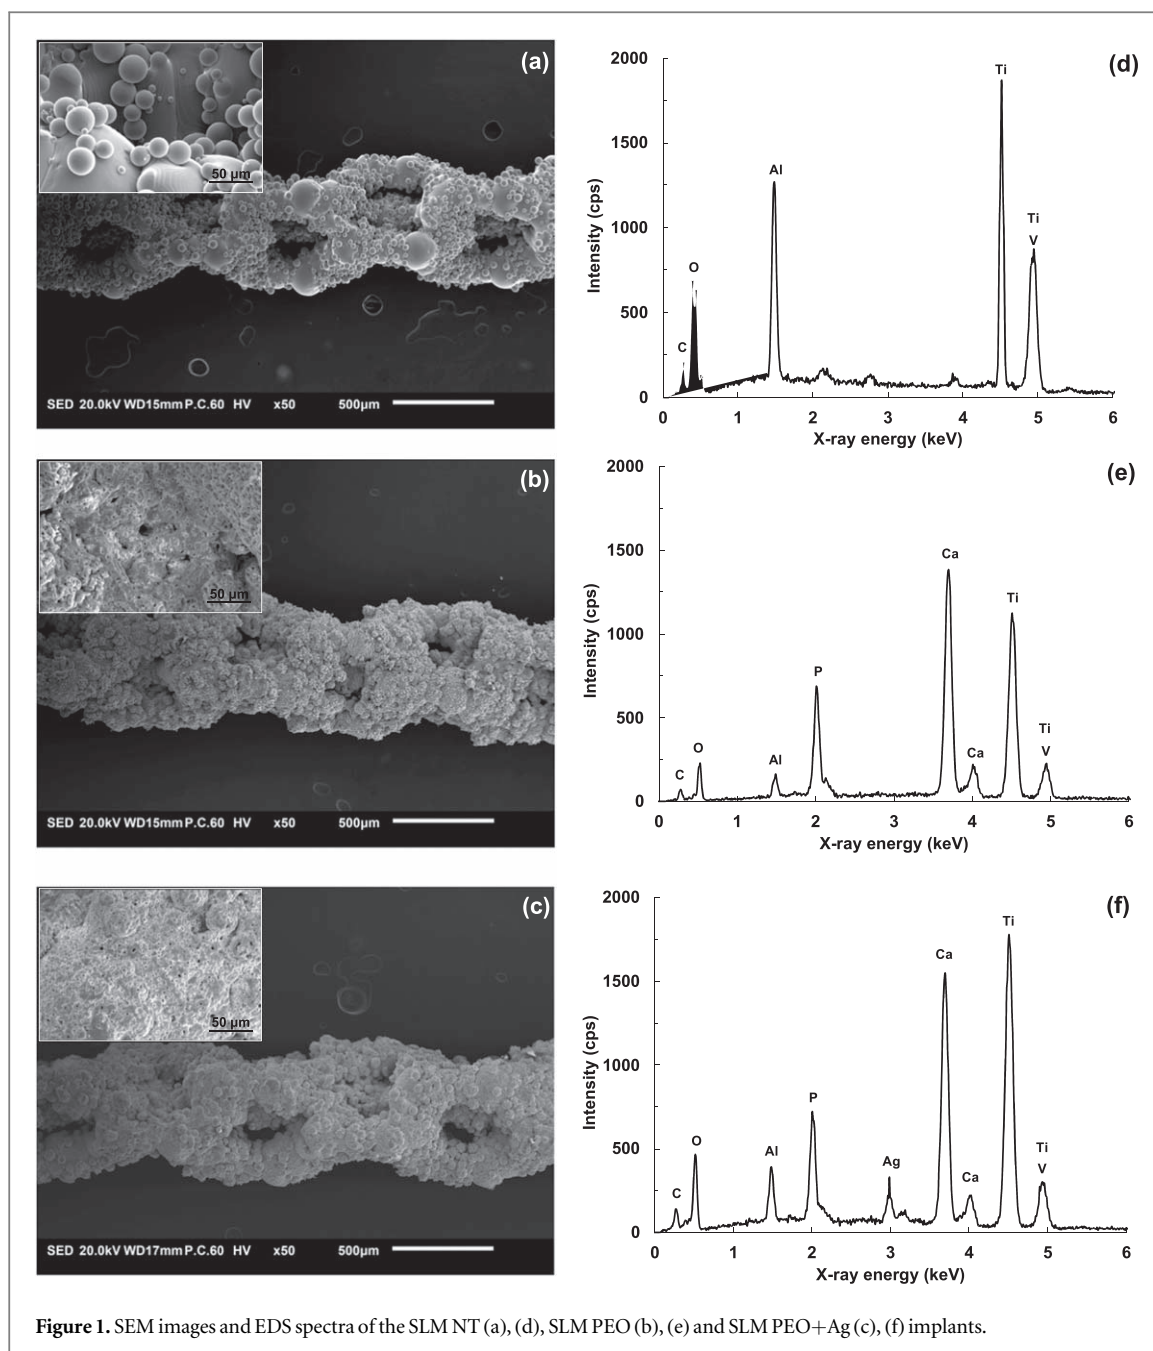 (a)
50 µm
SED 20.0kV WD15mm P.C.60 HV x50 500µm
(d)
2000
1500
1000
500
0
Intensity (cps)
C
O
Al
Ti
Ti
V
0 1 2 3 4 5 6
X-ray energy (keV)
(b)
50 µm
SED 20.0kV WD15mm P.C.60 HV x50 500µm
(e)
2000
1500
1000
500
0
Intensity (cps)
C
O
Al
P
Ca
Ca
Ti
Ti
V
0 1 2 3 4 5 6
X-ray energy (keV)
(c)
50 µm
SED 20.0kV WD17mm P.C.60 HV x50 500µm
(f)
2000
1500
1000
500
0
Intensity (cps)
C
O
Al
P
Ag
Ca
Ca
Ti
Ti
V
0 1 2 3 4 5 6
X-ray energy (keV)
Figure 1. SEM images and EDS spectra of the SLM NT (a), (d), SLM PEO (b), (e) and SLM PEO+Ag (c), (f) implants.